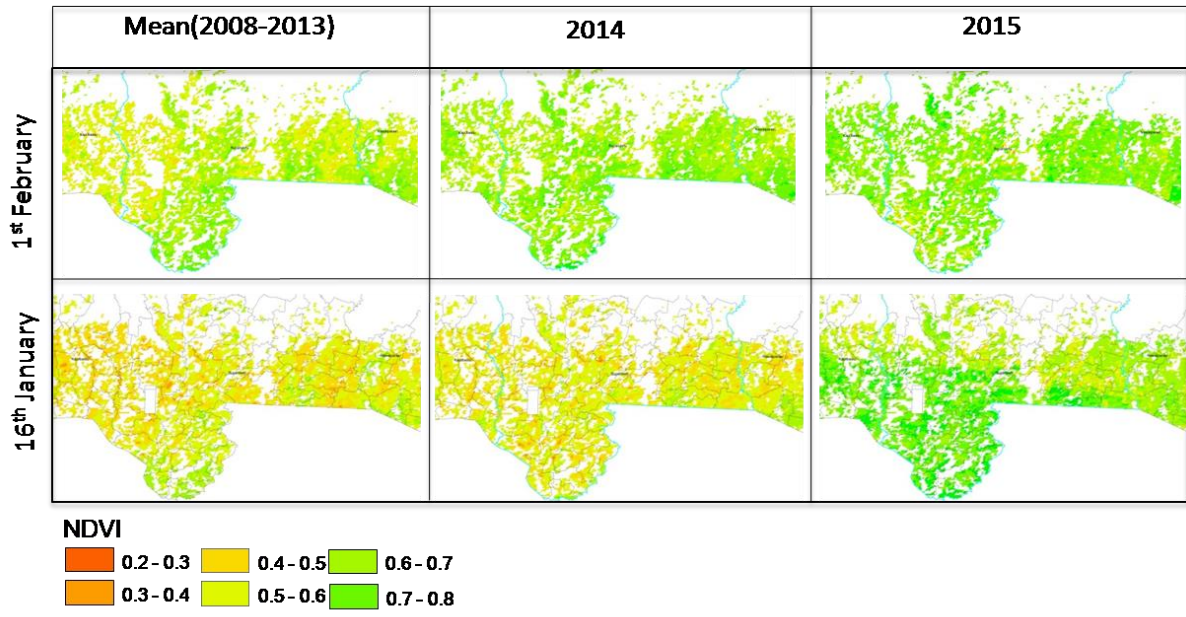 Mean(2008-2013) 2014 2015
1st February
16th January
NDVI
0.2 - 0.3 0.4 - 0.5 0.6 - 0.7
0.3 - 0.4 0.5 - 0.6 0.7 - 0.8